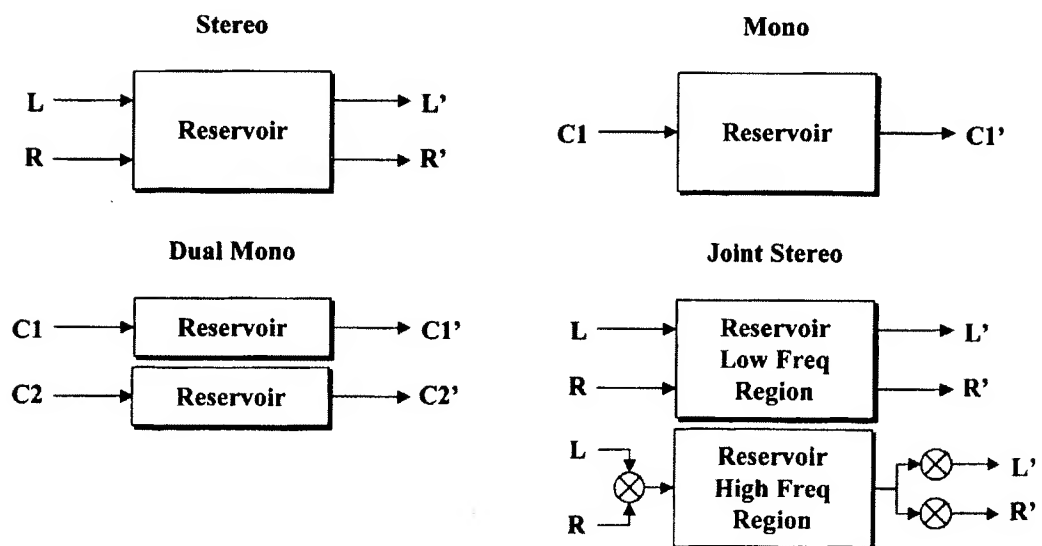 Stereo
L
R
Reservoir
L’
R’
Mono
C1
Reservoir
C1’
Dual Mono
C1
Reservoir
C1’
C2
Reservoir
C2’
Joint Stereo
L
R
Reservoir
Low Freq
Region
L’
R’
L
R
Reservoir
High Freq
Region
L’
R’